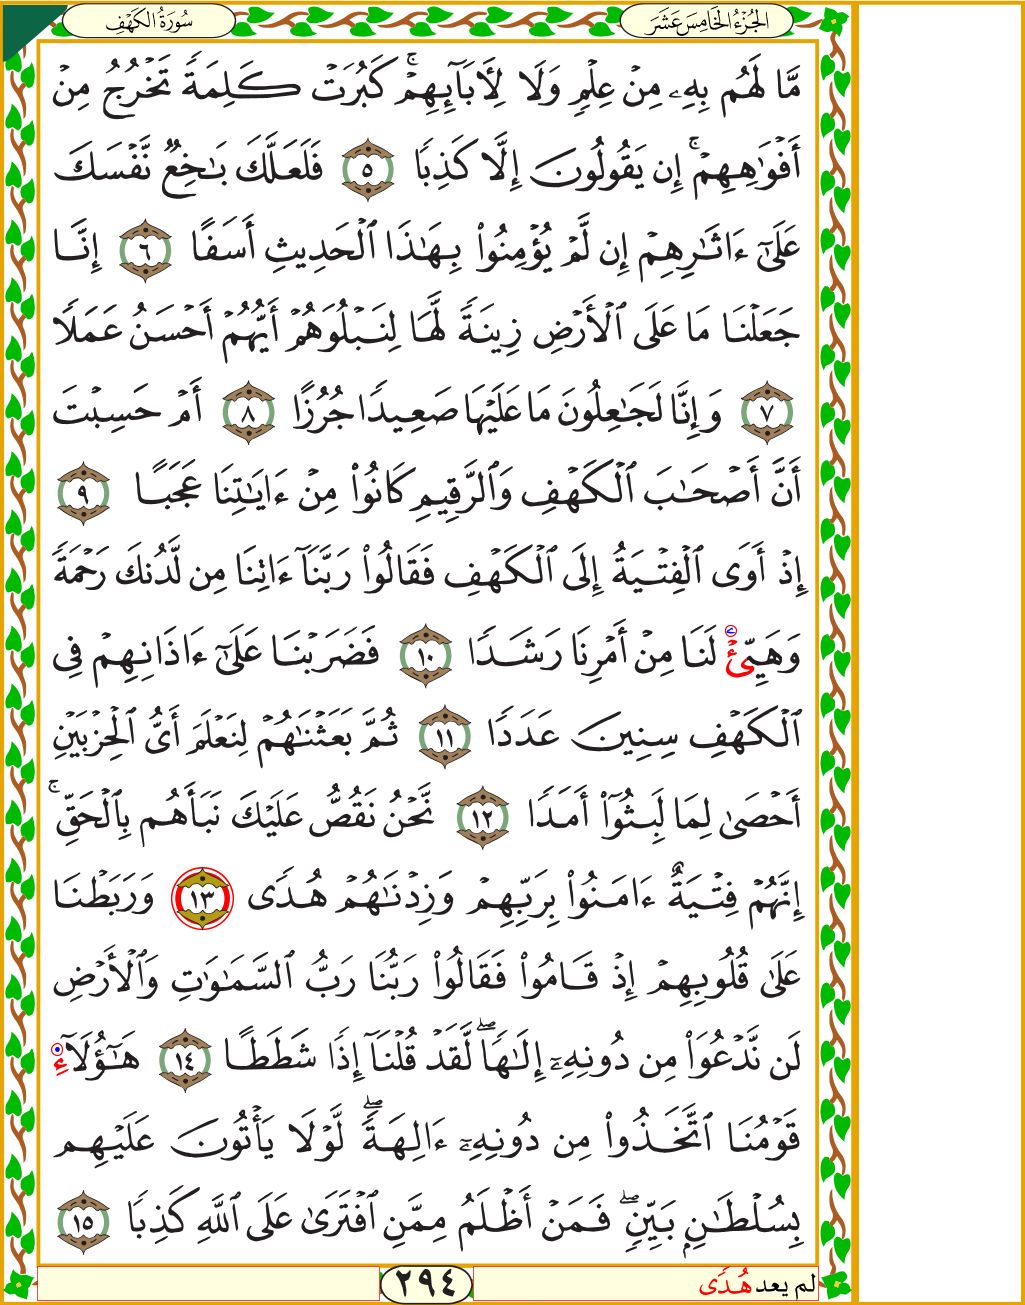 الجُزْءُ الخَامِسَ عَشَرَ
سُورَةُ الكَهْفِ
مَّا لَهُم بِهِۦ مِنْ عِلْمٍ وَلَا لِأٓبَآئِهِمْۚ كَبُرَتْ كَلِمَةً تَخْرُجُ مِنْ
أَفْوَٰهِهِمْۚ إِن يَقُولُونَ إِلَّا كَذِبًا ٥ فَلَعَلَّكَ بَٰخِعٌ نَّفْسَكَ
عَلَىٰٓ ءَاثَٰرِهِمْ إِن لَّمْ يُؤْمِنُوا۟ بِهَٰذَا ٱلْحَدِيثِ أَسَفًا ٦ إِنَّا
جَعَلْنَا مَا عَلَى ٱلْأَرْضِ زِينَةً لَّهَا لِنَبْلُوَهُمْ أَيُّهُمْ أَحْسَنُ عَمَلًا
٧ وَإِنَّا لَجَٰعِلُونَ مَا عَلَيْهَا صَعِيدًا جُرُزًا ٨ أَمْ حَسِبْتَ
أَنَّ أَصْحَٰبَ ٱلْكَهْفِ وَٱلرَّقِيمِ كَانُوا۟ مِنْ ءَايَٰتِنَا عَجَبًا ٩
إِذْ أَوَى ٱلْفِتْيَةُ إِلَى ٱلْكَهْفِ فَقَالُوا۟ رَبَّنَآ ءَاتِنَا مِن لَّدُنكَ رَحْمَةً
وَهَيِّئْ لَنَا مِنْ أَمْرِنَا رَشَدًا ١٠ فَضَرَبْنَا عَلَىٰٓ ءَاذَانِهِمْ فِى
ٱلْكَهْفِ سِنِينَ عَدَدًا ١١ ثُمَّ بَعَثْنَٰهُمْ لِنَعْلَمَ أَىُّ ٱلْحِزْبَيْنِ
أَحْصَىٰ لِمَا لَبِثُوٓا۟ أَمَدًا ١٢ نَّحْنُ نَقُصُّ عَلَيْكَ نَبَأَهُم بِٱلْحَقِّۚ
إِنَّهُمْ فِتْيَةٌ ءَامَنُوا۟ بِرَبِّهِمْ وَزِدْنَٰهُمْ هُدًى ١٣ وَرَبَطْنَا
عَلَىٰ قُلُوبِهِمْ إِذْ قَامُوا۟ فَقَالُوا۟ رَبُّنَا رَبُّ ٱلسَّمَٰوَٰتِ وَٱلْأَرْضِ
لَن نَّدْعُوَا۟ مِن دُونِهِۦٓ إِلَٰهًاۖ لَّقَدْ قُلْنَآ إِذًا شَطَطًا ١٤ هَٰٓؤُلَآءِ
قَوْمُنَا ٱتَّخَذُوا۟ مِن دُونِهِۦٓ ءَالِهَةًۖ لَّوْلَا يَأْتُونَ عَلَيْهِم
بِسُلْطَٰنٍۭ بَيِّنٍۖ فَمَنْ أَظْلَمُ مِمَّنِ ٱفْتَرَىٰ عَلَى ٱللَّهِ كَذِبًا ١٥
لم يعد هُدًى
٢٩٤